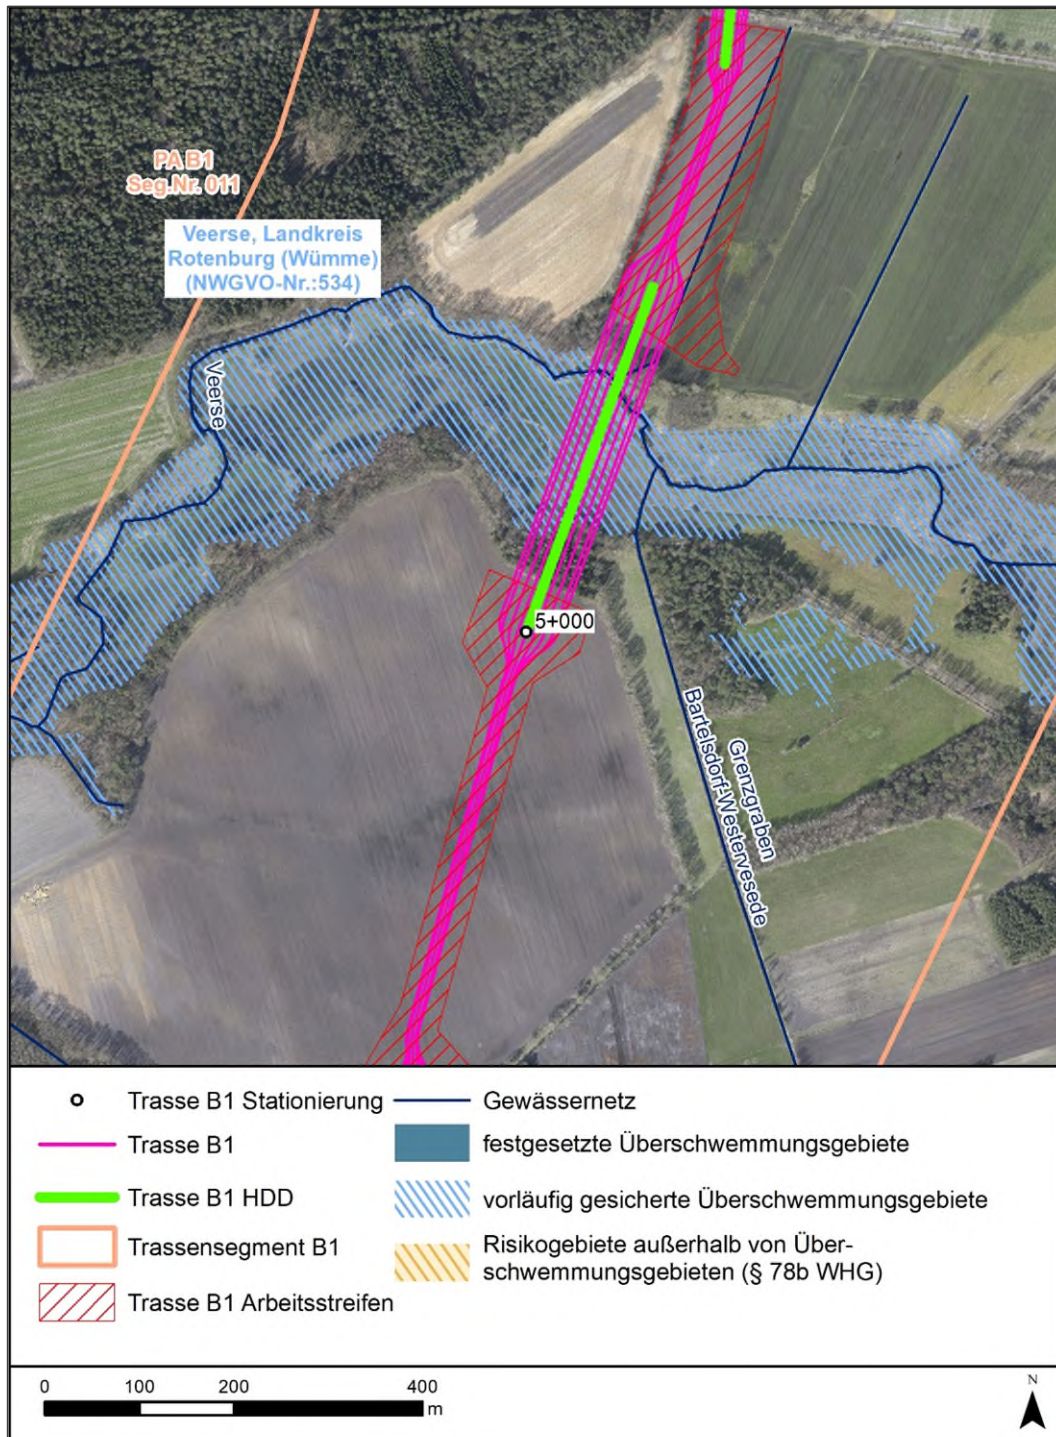 PA B1
Seg.Nr. 011
Veerse, Landkreis
Rotenburg (Wümme)
(NWGVO-Nr.:534)
Veerse
5+000
Grenzgraben
Bartelsdorf-Westervesede
Trasse B1 Stationierung
Trasse B1
Trasse B1 HDD
Trassensegment B1
Trasse B1 Arbeitsstreifen
Gewässernetz
festgesetzte Überschwemmungsgebiete
vorläufig gesicherte Überschwemmungsgebiete
Risikogebiete außerhalb von Über-
schwemmungsgebieten (§ 78b WHG)
0 100 200 400
m
N